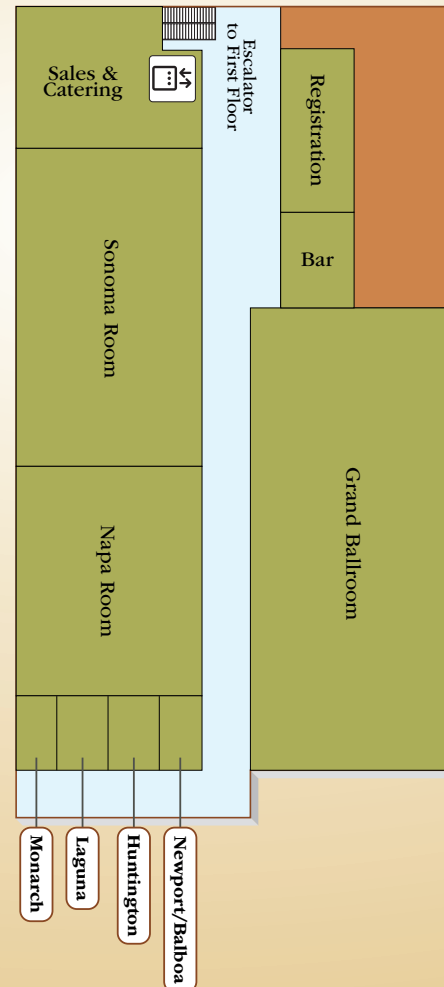 Sales &
Catering
Escalator
to First Floor
Registration
Bar
Sonoma Room
Grand Ballroom
Napa Room
Monarch
Laguna
Huntington
Newport/Balboa